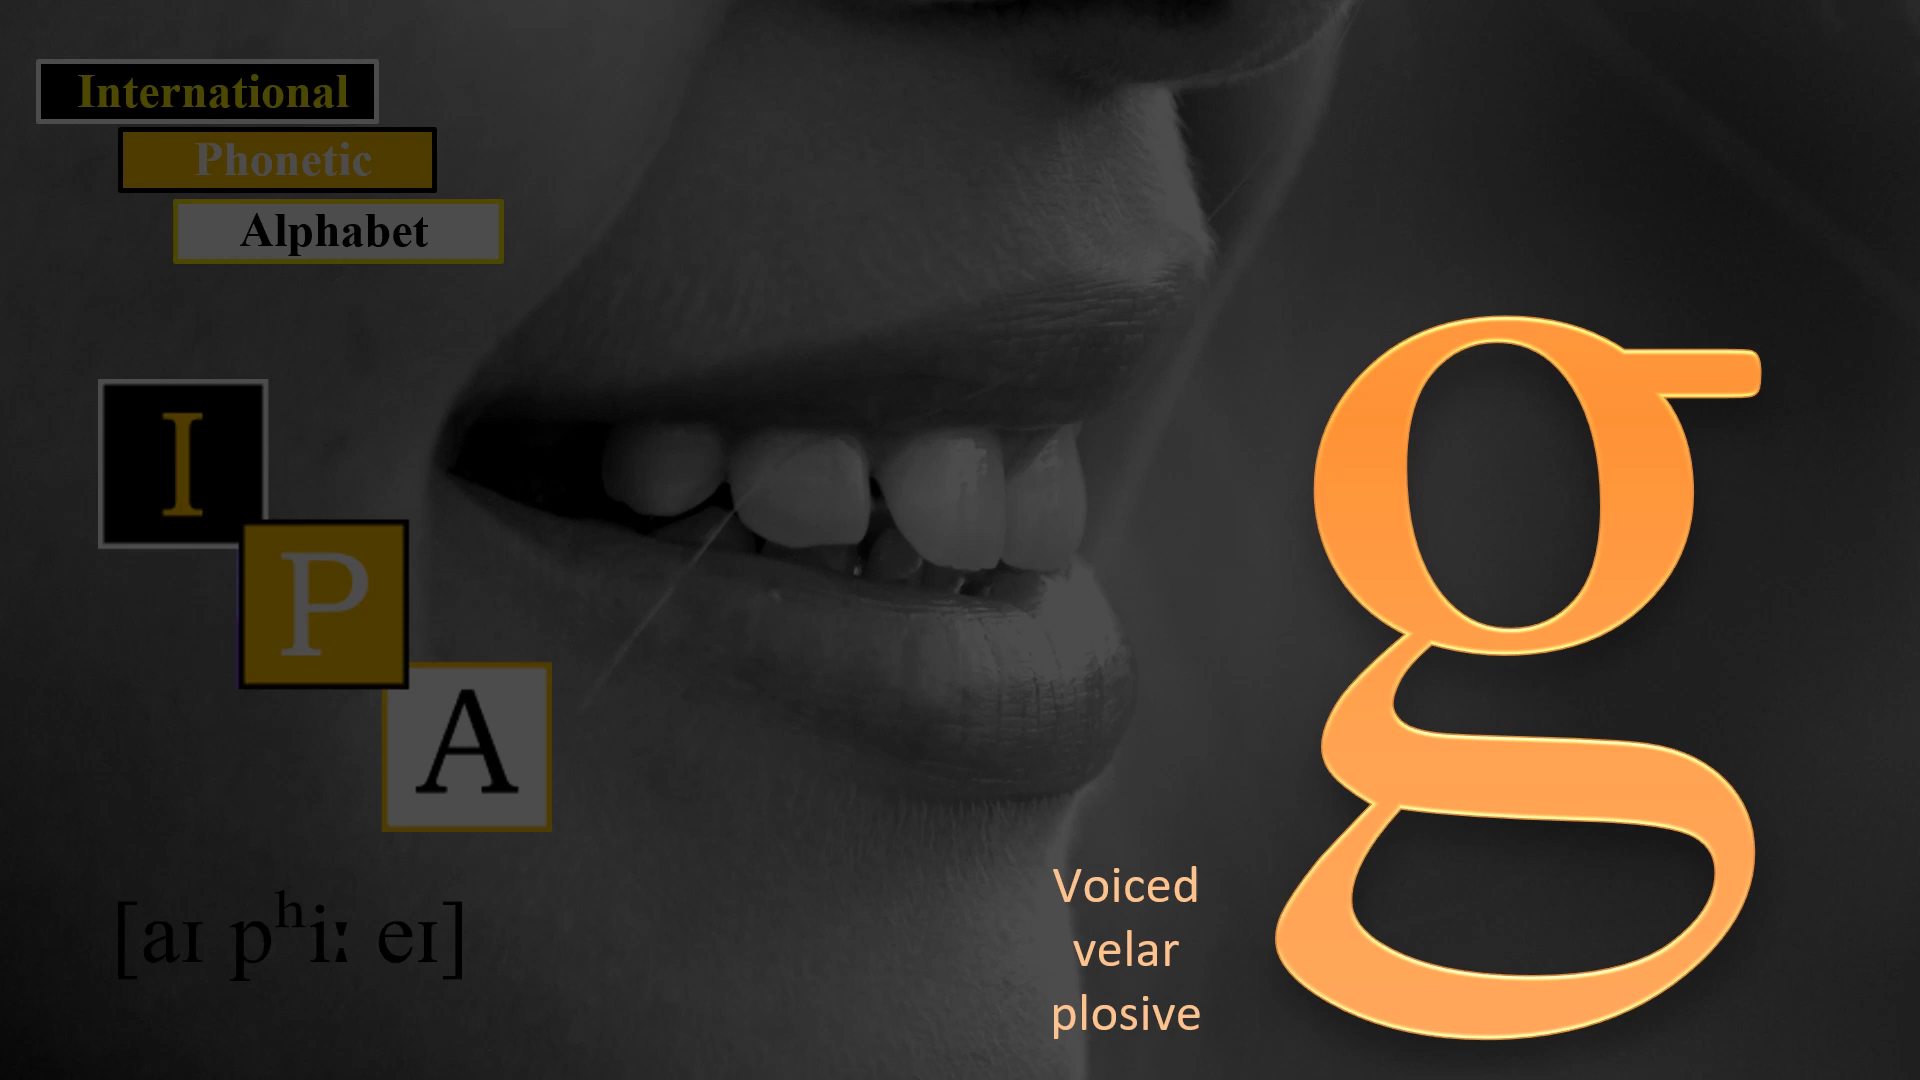 International
Phonetic
Alphabet
I
P
A
[aɪ pʰiː eɪ]
Voiced
velar
plosive
g